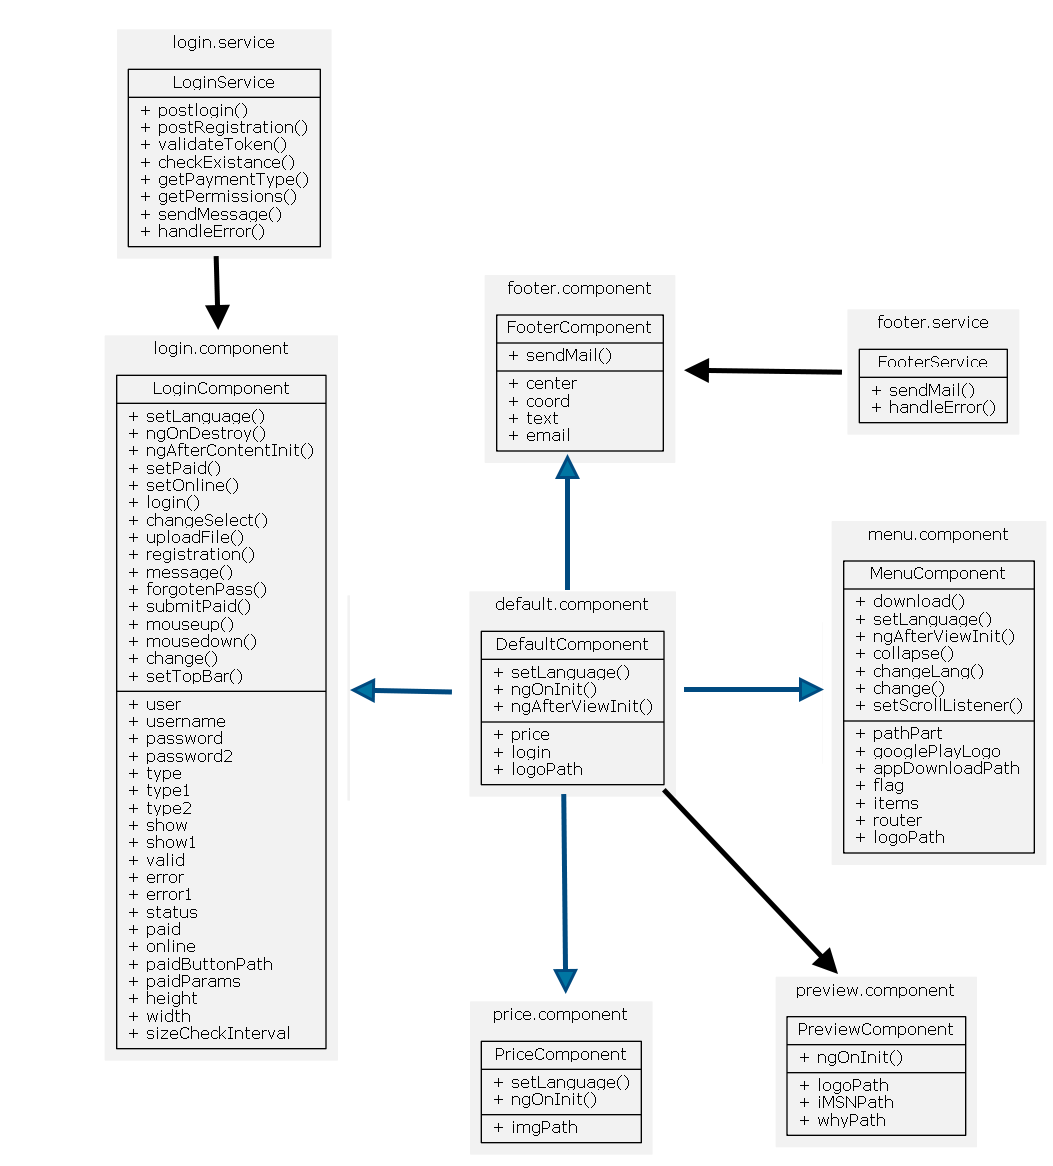 login.service
LoginService
+ postlogin()
+ postRegistration()
+ validateToken()
+ checkExistance()
+ getPaymentType()
+ getPermissions()
+ sendMessage()
+ handleError()
login.component
LoginComponent
+ setLanguage()
+ ngOnDestroy()
+ ngAfterContentInit()
+ setPaid()
+ setOnline()
+ login()
+ changeSelect()
+ uploadFile()
+ registration()
+ message()
+ forgotenPass()
+ submitPaid()
+ mouseup()
+ mousedown()
+ change()
+ setTopBar()
+ user
+ username
+ password
+ password2
+ type
+ type1
+ type2
+ show
+ show1
+ valid
+ error
+ error1
+ status
+ paid
+ online
+ paidButtonPath
+ paidParams
+ height
+ width
+ sizeCheckInterval
footer.component
FooterComponent
+ sendMail()
+ center
+ coord
+ text
+ email
footer.service
FooterService
+ sendMail()
+ handleError()
default.component
DefaultComponent
+ setLanguage()
+ ngOnInit()
+ ngAfterViewInit()
+ price
+ login
+ logoPath
menu.component
MenuComponent
+ download()
+ setLanguage()
+ ngAfterViewInit()
+ collapse()
+ changeLang()
+ change()
+ setScrollListener()
+ pathPart
+ googlePlayLogo
+ appDownloadPath
+ flag
+ items
+ router
+ logoPath
price.component
PriceComponent
+ setLanguage()
+ ngOnInit()
+ imgPath
preview.component
PreviewComponent
+ ngOnInit()
+ logoPath
+ iMSNPath
+ whyPath